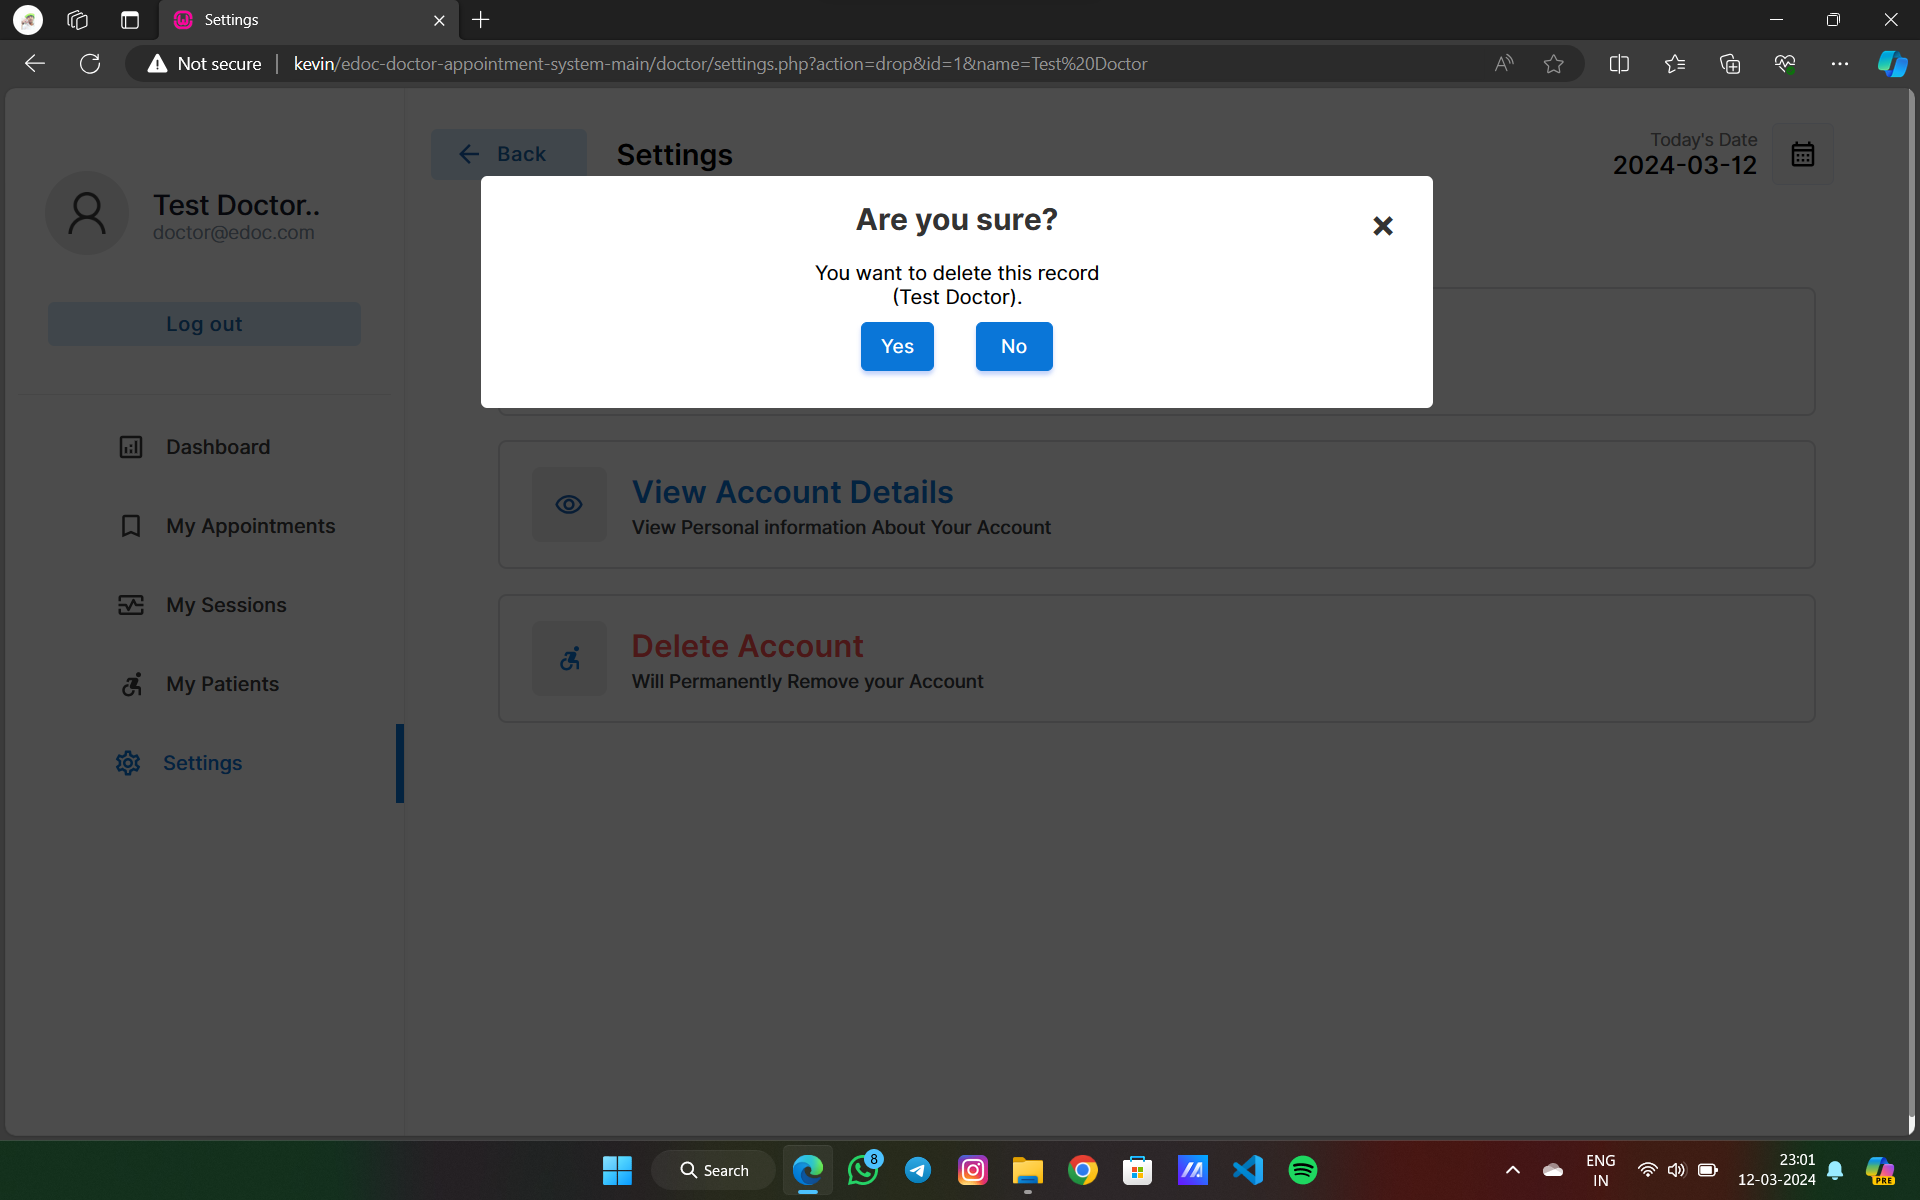 Settings
Not secure
kevin/edoc-doctor-appointment-system-main/doctor/settings.php?action=drop&id=1&name=Test%20Doctor
Test Doctor..
doctor@edoc.com
Log out
Dashboard
My Appointments
My Sessions
My Patients
Settings
Back
Settings
Today's Date
2024-03-12
Are you sure?
You want to delete this record
(Test Doctor).
Yes
No
View Account Details
View Personal information About Your Account
Delete Account
Will Permanently Remove your Account
Search
8
ENG
IN
23:01
12-03-2024
PRE